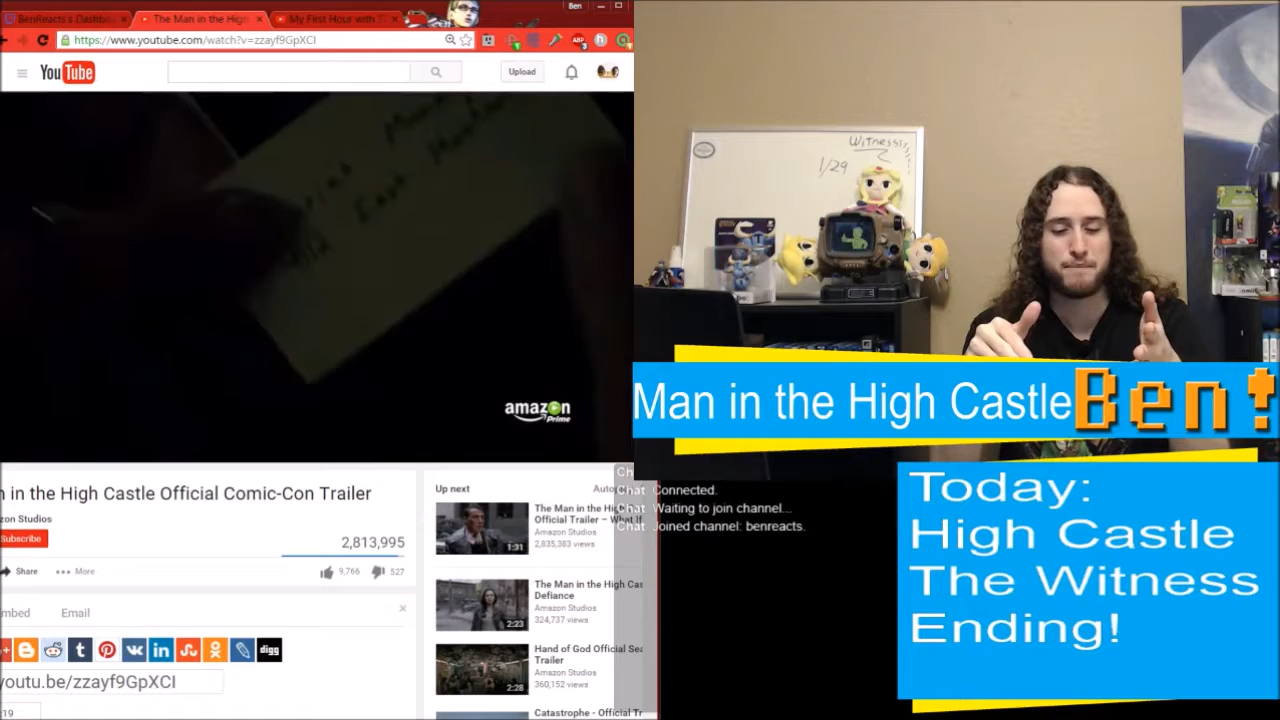 BenReacts's Dashbo
The Man in the High
My First Hour with T
Ben
https://www.youtube.com/watch?v=zzayf9GpXCI
ABP
YouTube
Upload
East
amazon
Prime
n in the High Castle Official Comic-Con Trailer
zon Studios
Subscribe
2,813,995
Share
More
9,766
527
mbed
Email
digg
youtu.be/zzayf9GpXCI
:19
Up next
Autop
The Man in the High
Official Trailer – What If
Amazon Studios
2,835,383 views
1:31
The Man in the High Cas
Defiance
Amazon Studios
324,737 views
2:23
Hand of God Official Sea
Trailer
Amazon Studios
360,152 views
2:28
Catastrophe - Official Tr
Witness
1/29
Man in the High Castle
Ben!
Chat Connected.
Chat Waiting to join channel...
Chat Joined channel: benreacts.
Today:
High Castle
The Witness
Ending!